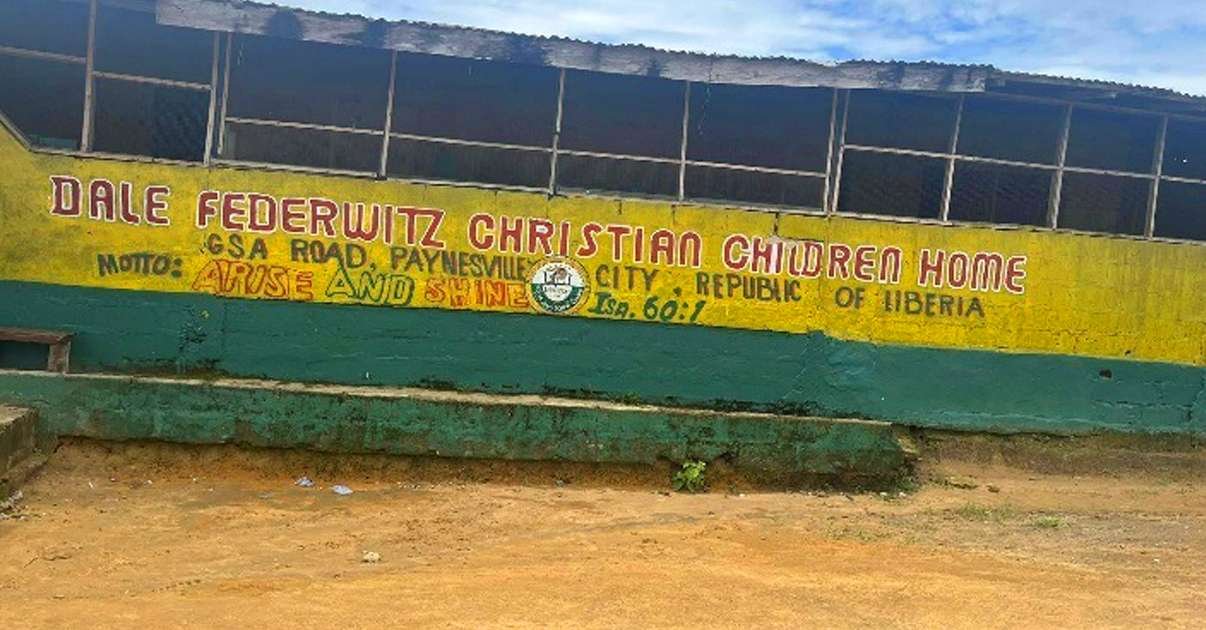 DALE FEDERWITZ CHRISTIAN CHILDREN HOME
GSA ROAD, PAYNESVILLE CITY, REPUBLIC OF LIBERIA
MOTTO: ARISE AND SHINE ISA. 60:1